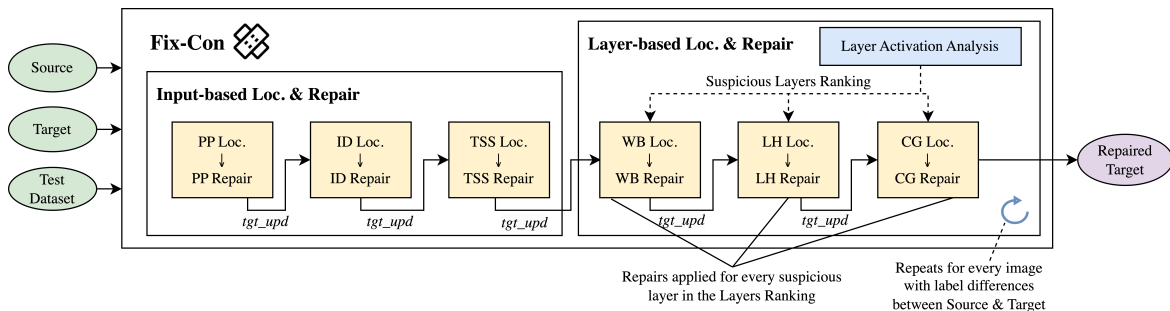 Fix-Con
Source
Target
Test
Dataset
Input-based Loc. & Repair
PP Loc.
↓
PP Repair
tgt_upd
ID Loc.
↓
ID Repair
tgt_upd
TSS Loc.
↓
TSS Repair
tgt_upd
Layer-based Loc. & Repair
Layer Activation Analysis
Suspicious Layers Ranking
WB Loc.
↓
WB Repair
tgt_upd
LH Loc.
↓
LH Repair
tgt_upd
CG Loc.
↓
CG Repair
Repaired
Target
Repairs applied for every suspicious
layer in the Layers Ranking
Repeats for every image
with label differences
between Source & Target